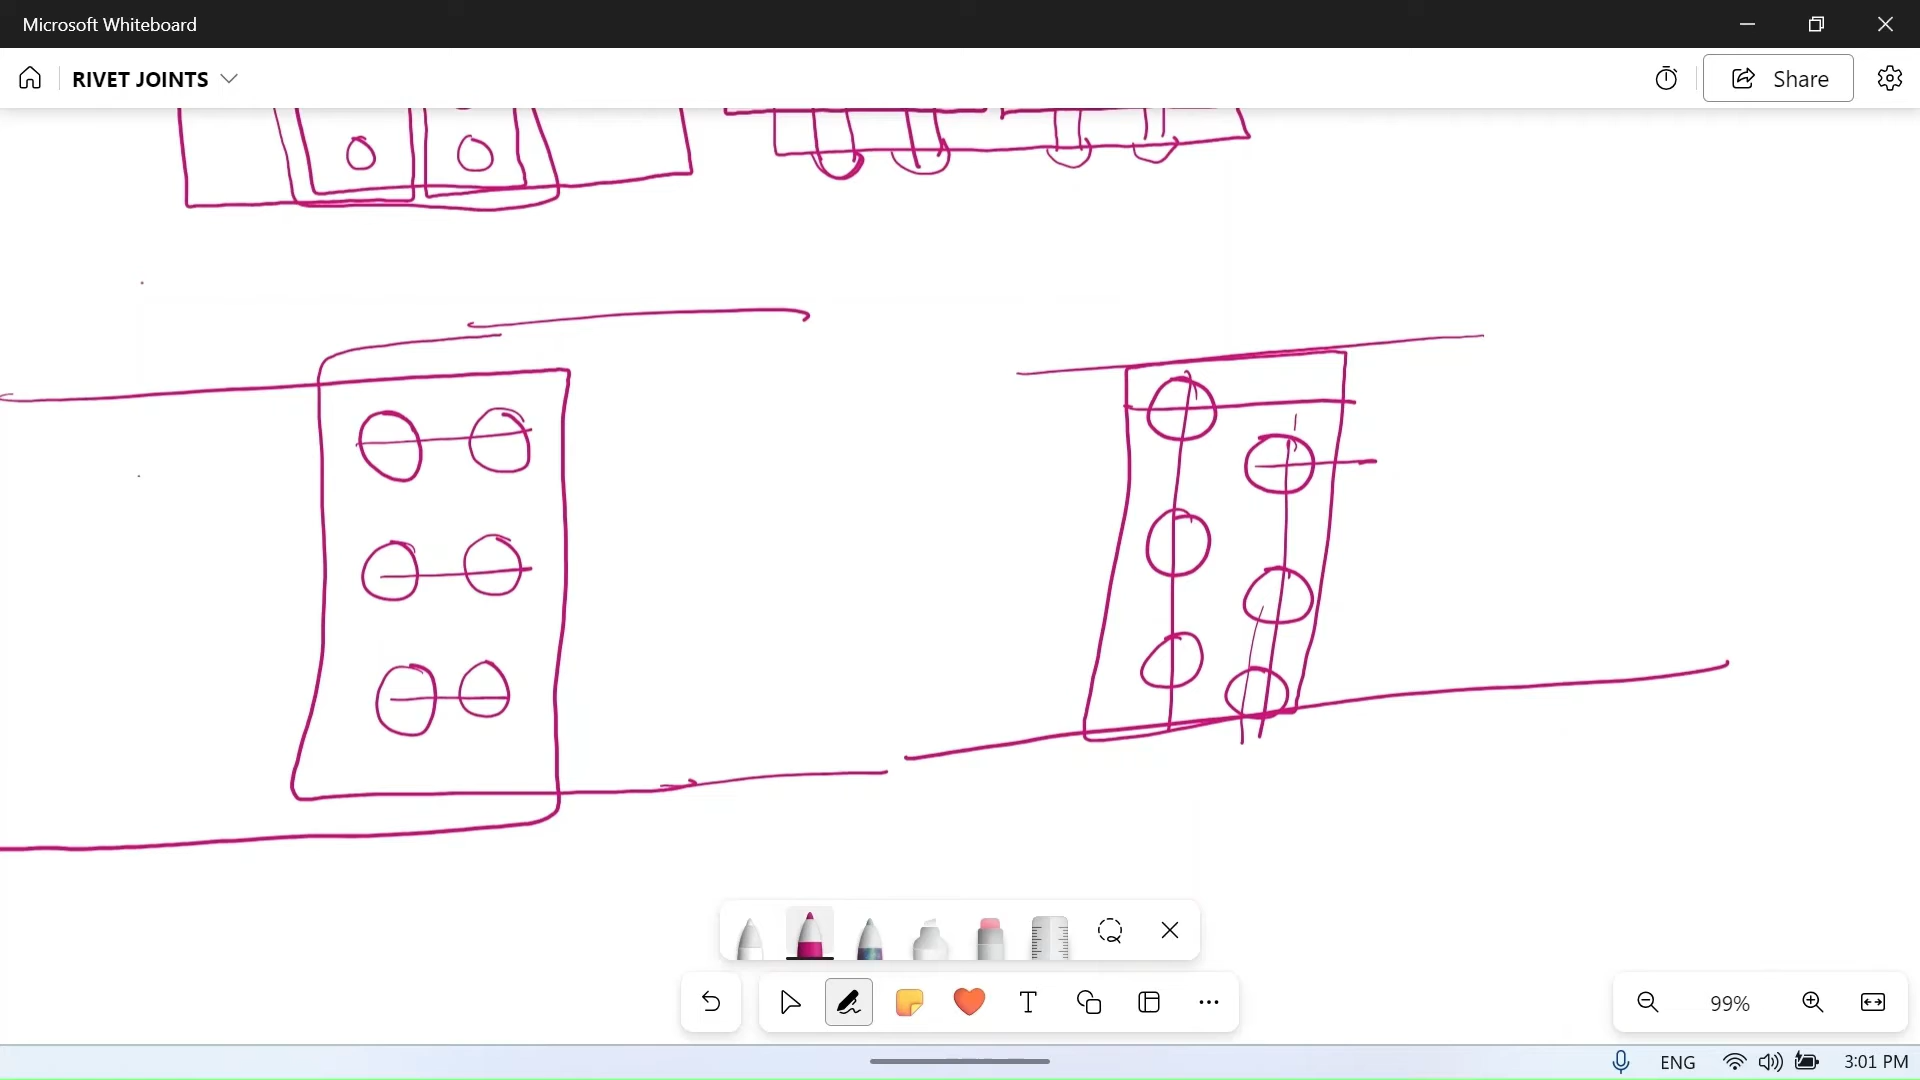 Microsoft Whiteboard
RIVET JOINTS
Share
T
99%
ENG
3:01 PM